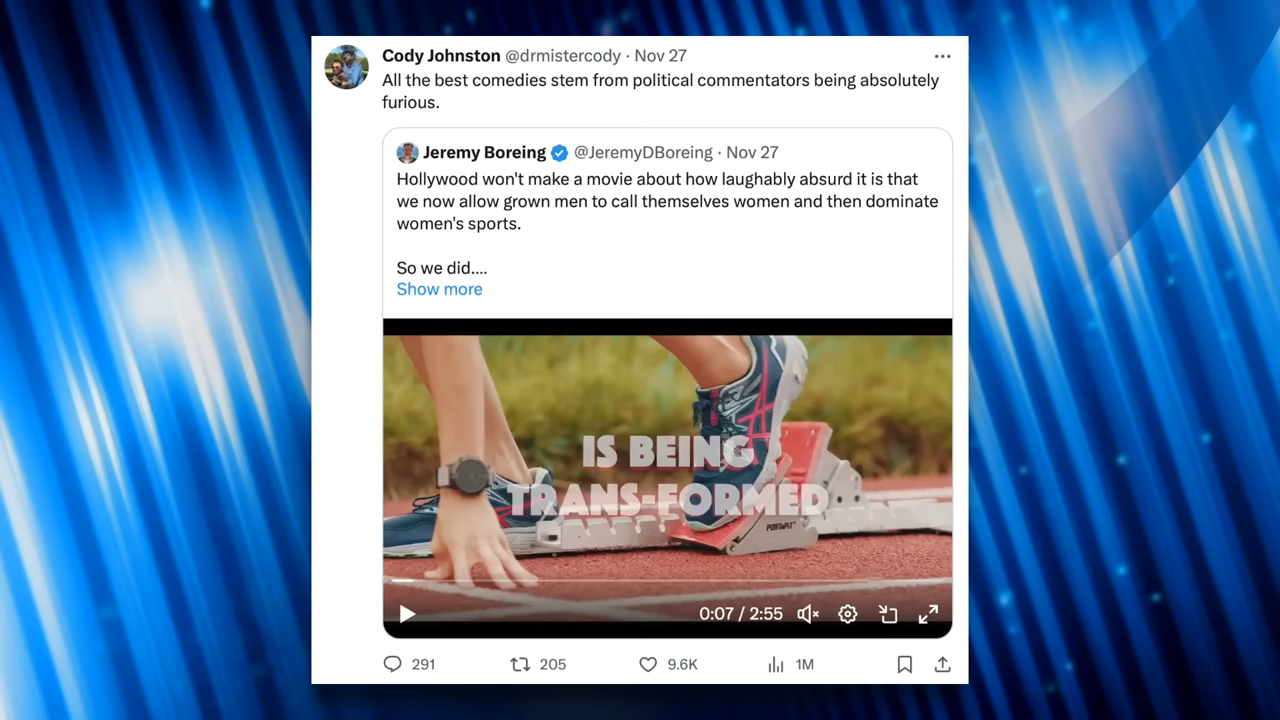 Cody Johnston @drmistercody · Nov 27
All the best comedies stem from political commentators being absolutely
furious.
Jeremy Boreing @JeremyDBoreing · Nov 27
Hollywood won't make a movie about how laughably absurd it is that
we now allow grown men to call themselves women and then dominate
women's sports.
So we did....
Show more
IS BEING
TRANS-FORMED
PORTaPIT
0:07 / 2:55
291 205 9.6K 1M